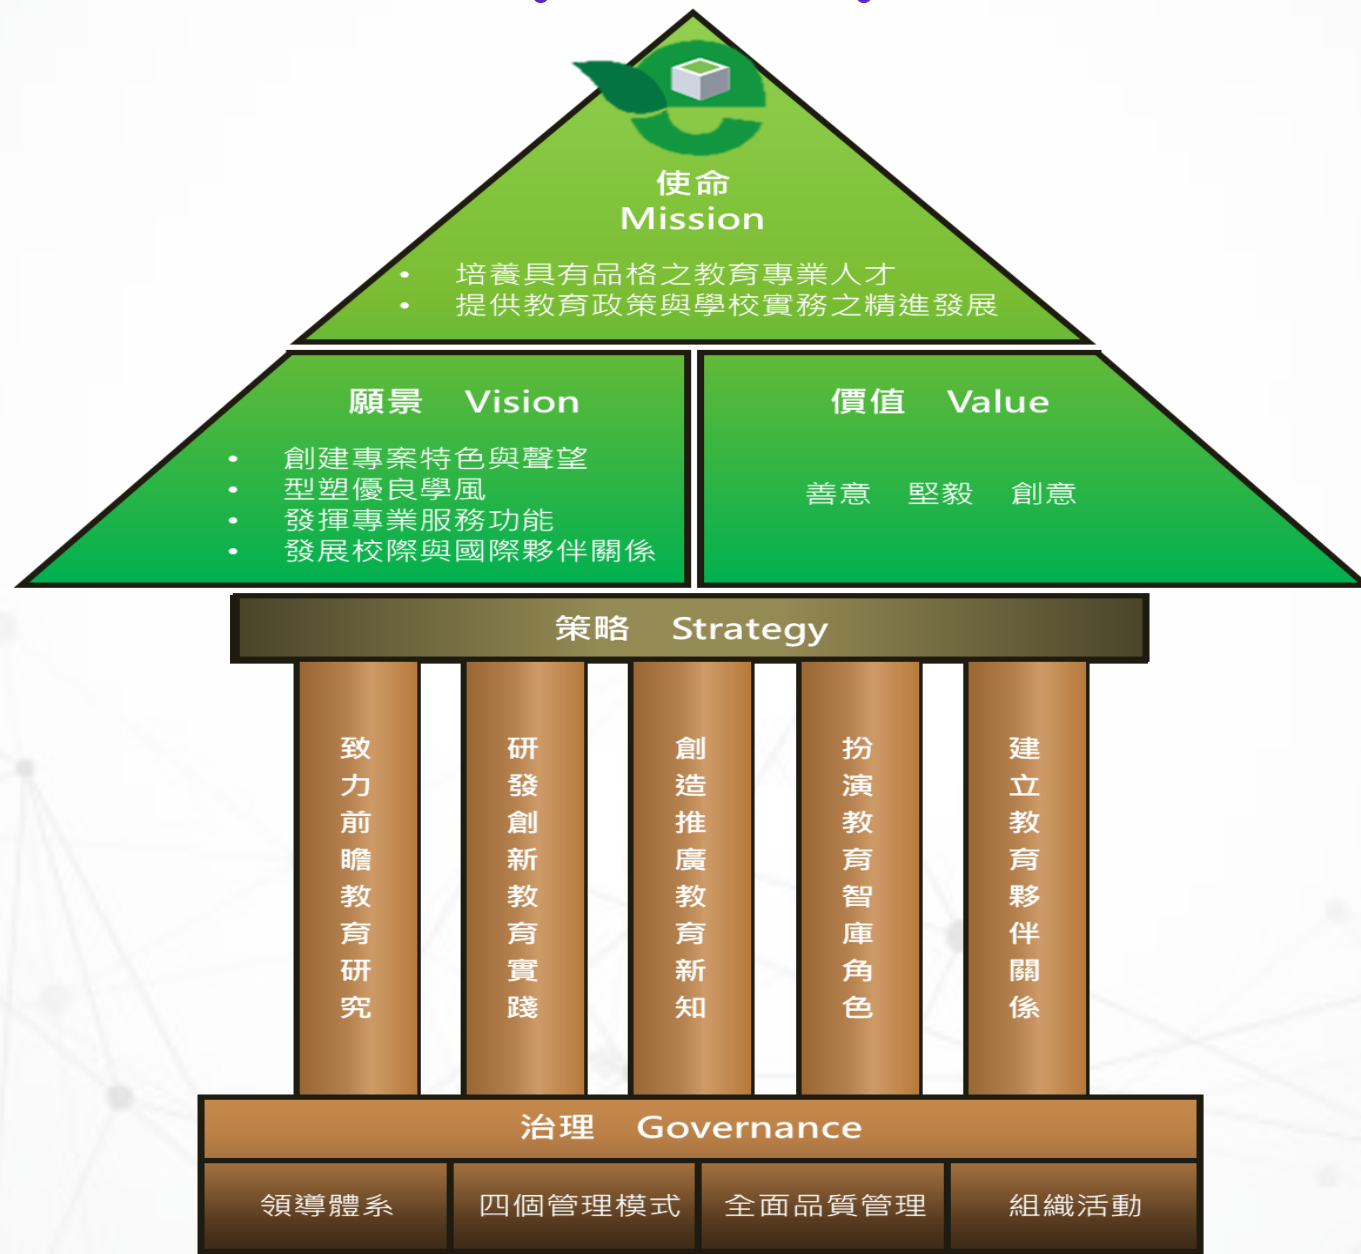 使命
Mission
• 培養具有品格之教育專業人才
• 提供教育政策與學校實務之精進發展
願景 Vision
• 創建專案特色與聲望
• 型塑優良學風
• 發揮專業服務功能
• 發展校際與國際夥伴關係
價值 Value
善意 堅毅 創意
策略 Strategy
致力前瞻教育研究
研發創新教育實踐
創造推廣教育新知
扮演教育智庫角色
建立教育夥伴關係
治理 Governance
領導體系
四個管理模式
全面品質管理
組織活動